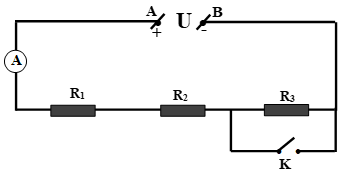 A U B
+ -
A
R1 R2 R3
K